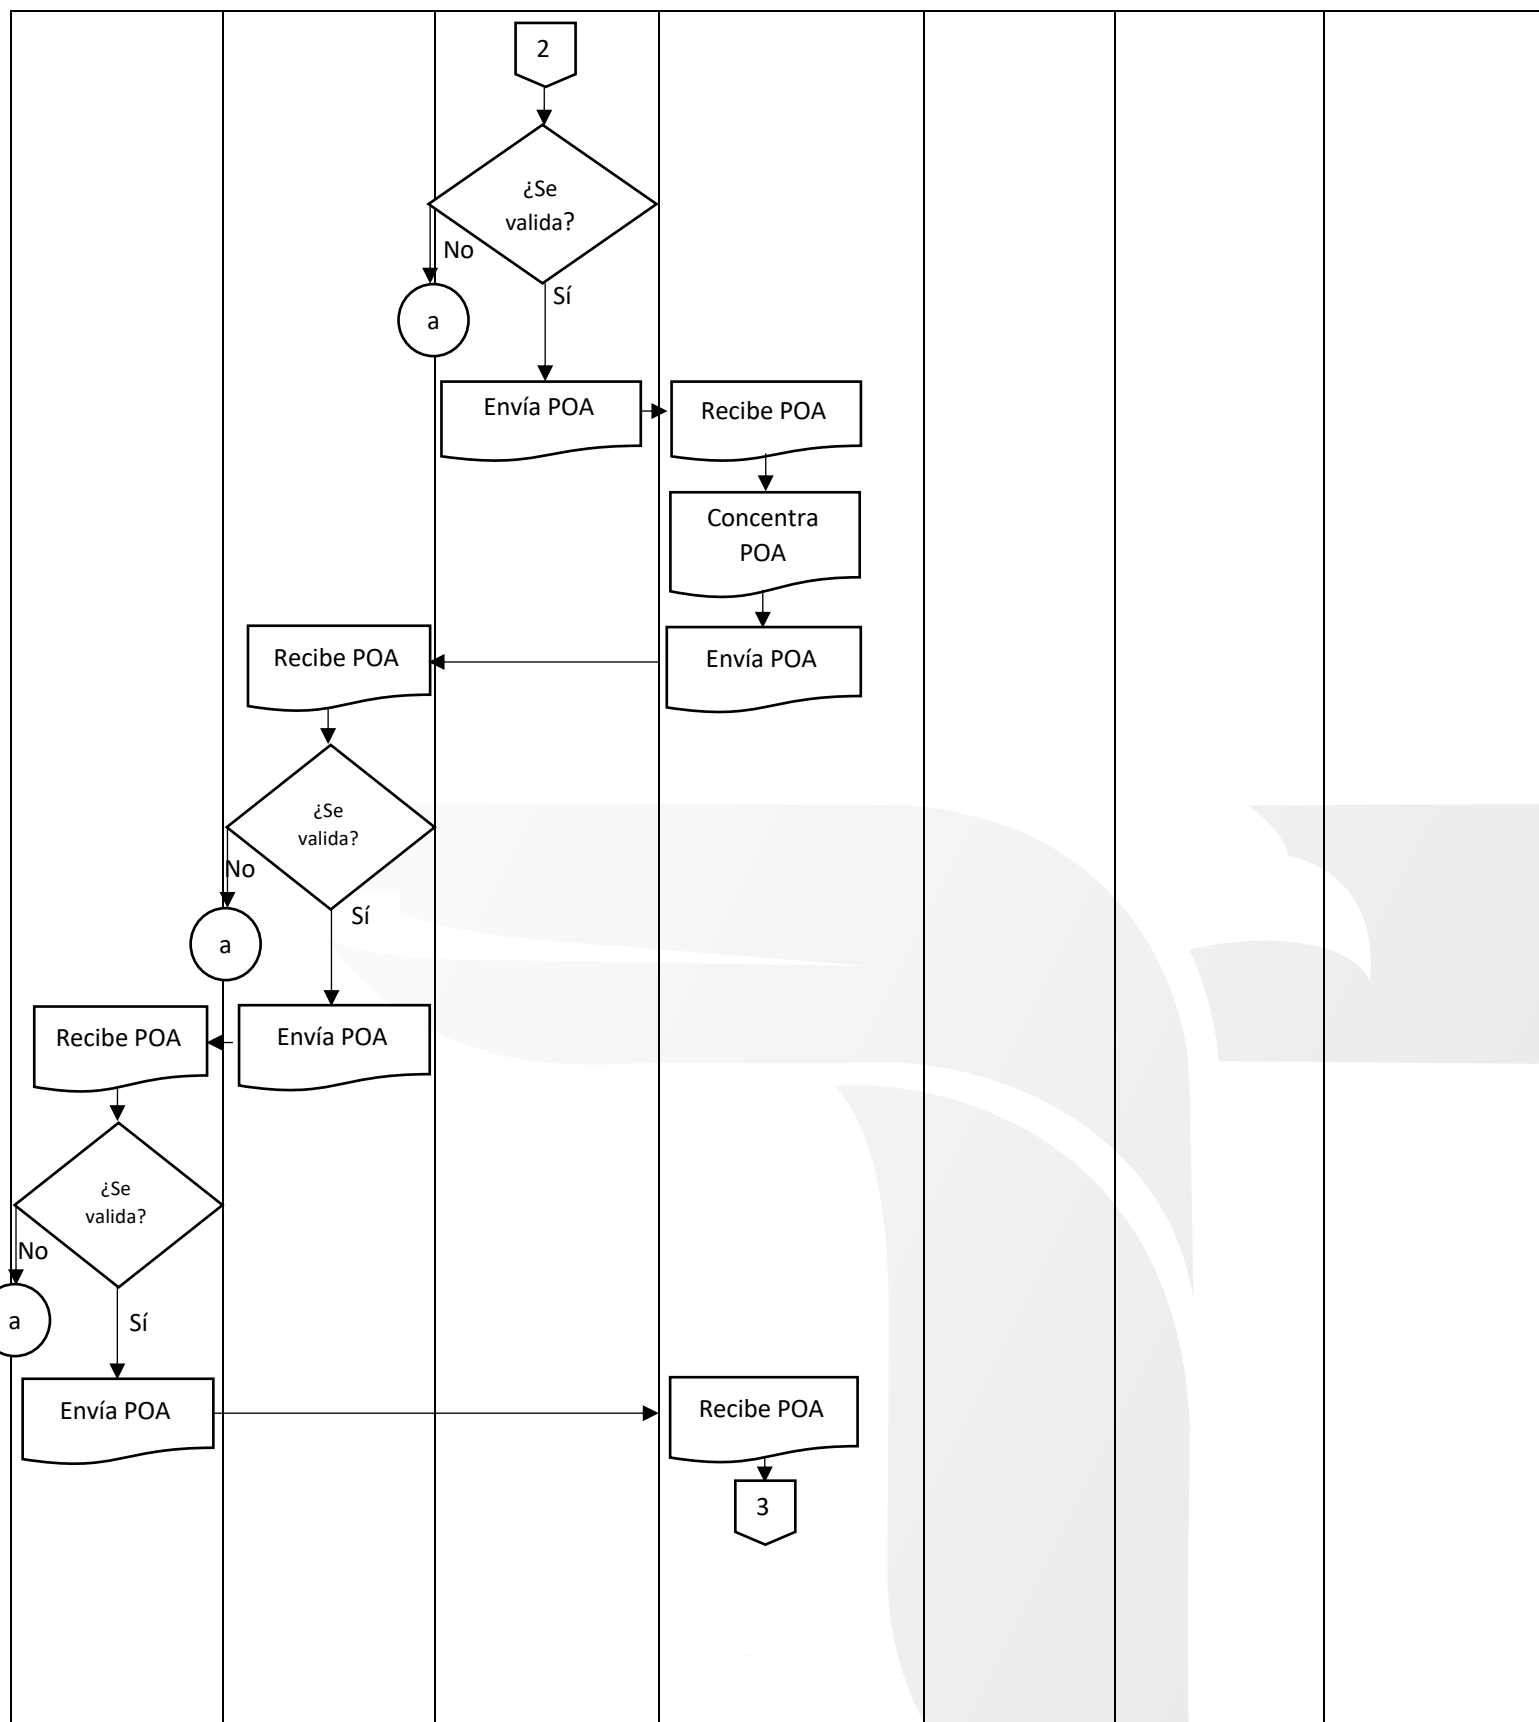 2
¿Se
valida?
No
Sí
a
Envía POA
Recibe POA
Concentra
POA
Recibe POA
Envía POA
¿Se
valida?
No
Sí
a
Recibe POA
Envía POA
¿Se
valida?
No
a
Sí
Envía POA
Recibe POA
3